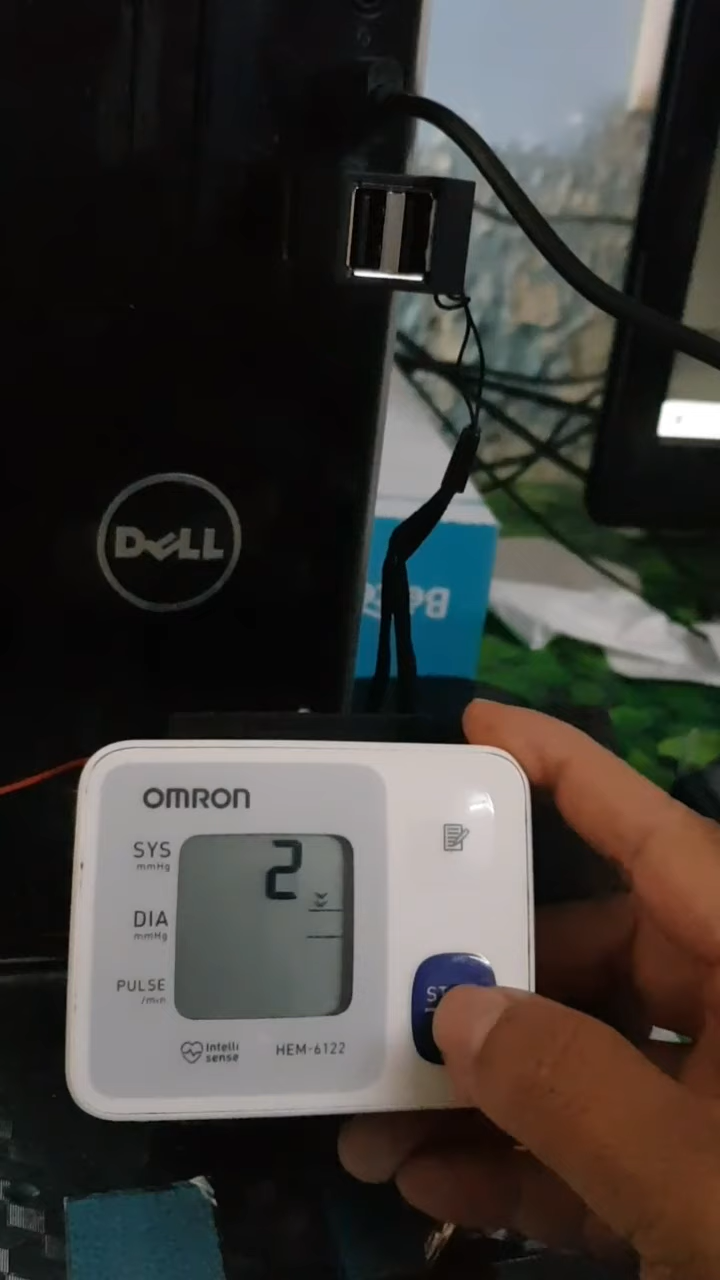 DELL
OMRON
SYS
mmHg
2
DIA
mmHg
PULSE
/min
Intelli
sense
HEM-6122